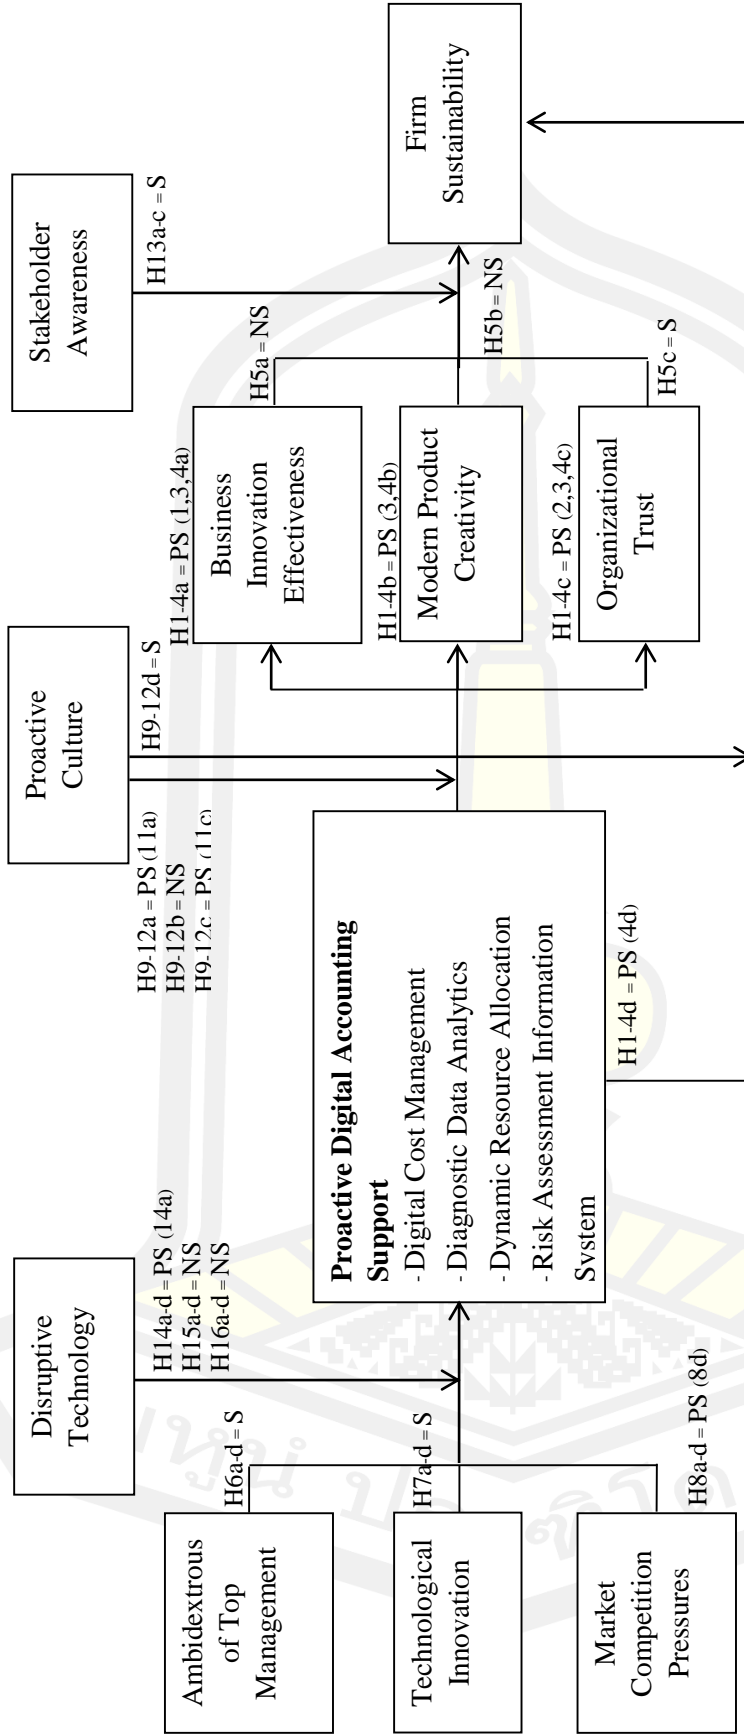 Disruptive
Technology
H14a-d = PS (14a)
H15a-d = NS
H16a-d = NS
Proactive
Culture
H9-12a = PS (11a)
H9-12b = NS
H9-12c = PS (11c)
H9-12d = S
Stakeholder
Awareness
H13a-c = S
Ambidextrous
of Top
Management
H6a-d = S
Technological
Innovation
H7a-d = S
Market
Competition
Pressures
H8a-d = PS (8d)
Proactive Digital Accounting
Support
- Digital Cost Management
- Diagnostic Data Analytics
- Dynamic Resource Allocation
- Risk Assessment Information
System
H1-4d = PS (4d)
H1-4a = PS (1,3,4a)
Business
Innovation
Effectiveness
H5a = NS
H1-4b = PS (3,4b)
Modern Product
Creativity
H5b = NS
H1-4c = PS (2,3,4c)
Organizational
Trust
H5c = S
Firm
Sustainability